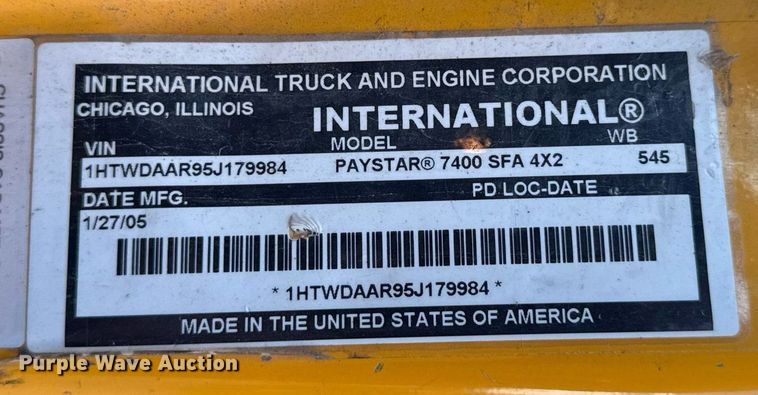 INTERNATIONAL TRUCK AND ENGINE CORPORATION
CHICAGO, ILLINOIS
INTERNATIONAL®
VIN MODEL WB
1HTWDAAR95J179984 PAYSTAR® 7400 SFA 4X2 545
DATE MFG. PD LOC-DATE
1/27/05
* 1HTWDAAR95J179984 *
MADE IN THE UNITED STATES OF AMERICA
Purple Wave Auction